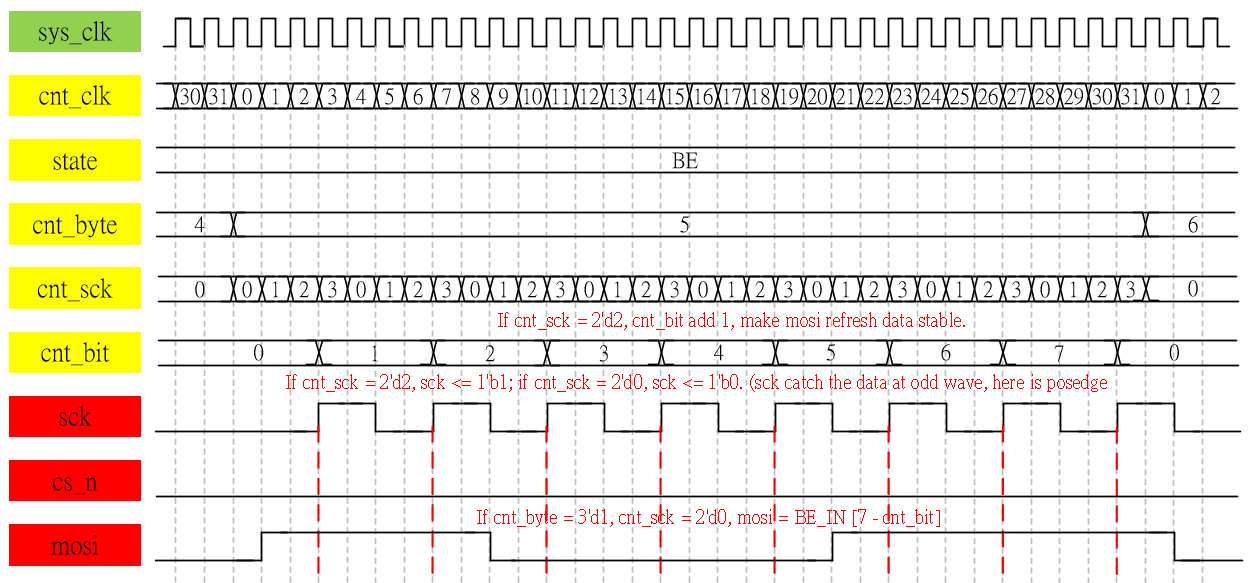 sys_clk
cnt_clk 30 31 0 1 2 3 4 5 6 7 8 9 10 11 12 13 14 15 16 17 18 19 20 21 22 23 24 25 26 27 28 29 30 31 0 1 2
state BE
cnt_byte 4 5 6
cnt_sck 0 0 1 2 3 0 1 2 3 0 1 2 3 0 1 2 3 0 1 2 3 0 1 2 3 0 1 2 3 0 1 2 3 0
If cnt_sck = 2'd2, cnt_bit add 1, make mosi refresh data stable.
cnt_bit 0 1 2 3 4 5 6 7 0
If cnt_sck = 2'd2, sck <= 1'b1; if cnt_sck = 2'd0, sck <= 1'b0. (sck catch the data at odd wave, here is posedge
sck
cs_n
If cnt_byte = 3'd1, cnt_sck = 2'd0, mosi = BE_IN [7 - cnt_bit]
mosi